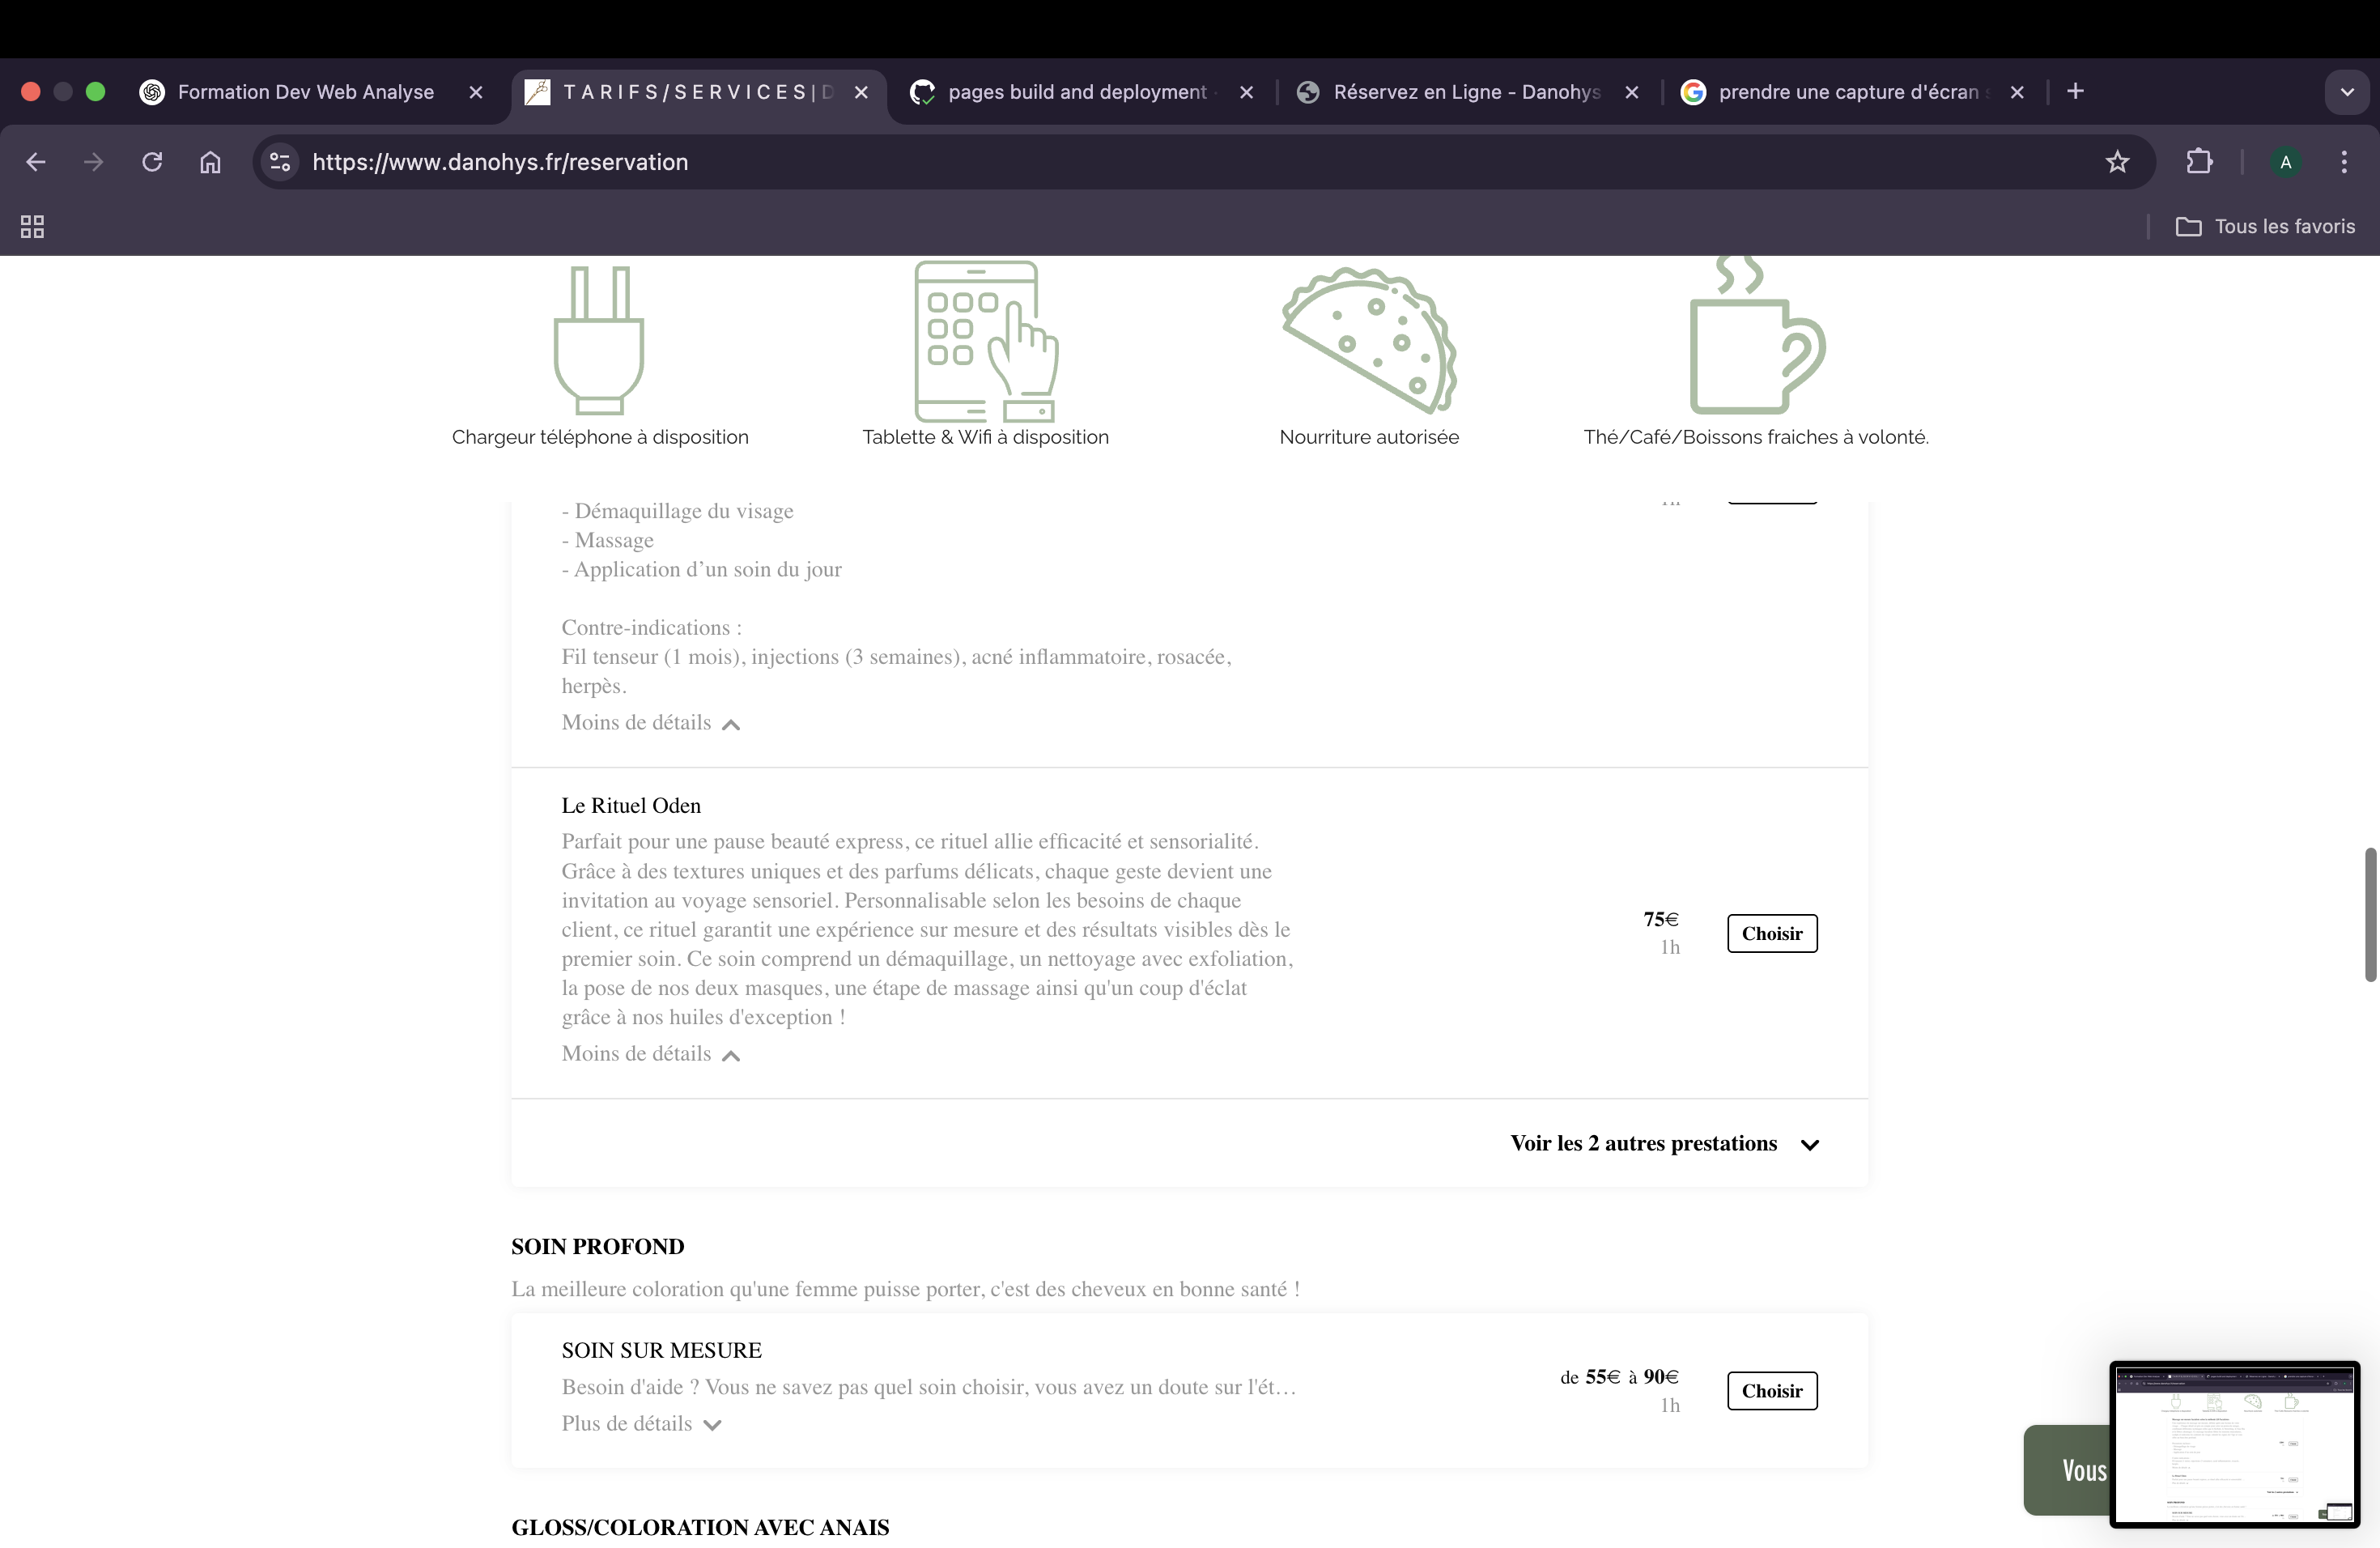 Formation Dev Web Analyse
T A R I F S / S E R V I C E S | D
pages build and deployment
Réservez en Ligne - Danohys
prendre une capture d'écran s
https://www.danohys.fr/reservation
A
Tous les favoris
Chargeur téléphone à disposition
Tablette & Wifi à disposition
Nourriture autorisée
Thé/Café/Boissons fraiches à volonté.
- Démaquillage du visage
- Massage
- Application d’un soin du jour
Contre-indications :
Fil tenseur (1 mois), injections (3 semaines), acné inflammatoire, rosacée,
herpès.
Moins de détails
Le Rituel Oden
Parfait pour une pause beauté express, ce rituel allie efficacité et sensorialité.
Grâce à des textures uniques et des parfums délicats, chaque geste devient une
invitation au voyage sensoriel. Personnalisable selon les besoins de chaque
client, ce rituel garantit une expérience sur mesure et des résultats visibles dès le
premier soin. Ce soin comprend un démaquillage, un nettoyage avec exfoliation,
la pose de nos deux masques, une étape de massage ainsi qu'un coup d'éclat
grâce à nos huiles d'exception !
75€
1h
Choisir
Moins de détails
Voir les 2 autres prestations
SOIN PROFOND
La meilleure coloration qu'une femme puisse porter, c'est des cheveux en bonne santé !
SOIN SUR MESURE
Besoin d'aide ? Vous ne savez pas quel soin choisir, vous avez un doute sur l'ét…
de 55€ à 90€
1h
Choisir
Plus de détails
Vous
GLOSS/COLORATION AVEC ANAIS